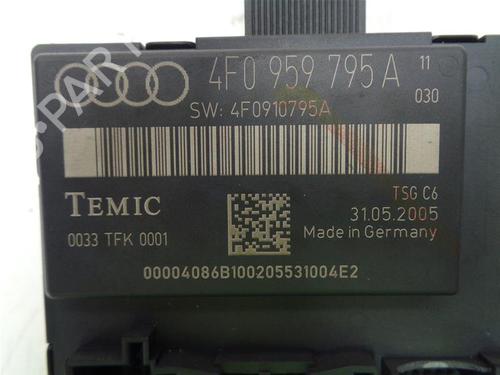 4F0 959 795 A 11
030
SW: 4F0910795A
TEMIC
TSG C6
31.05.2005
0033 TFK 0001
Made in Germany
00004086B100205531004E2